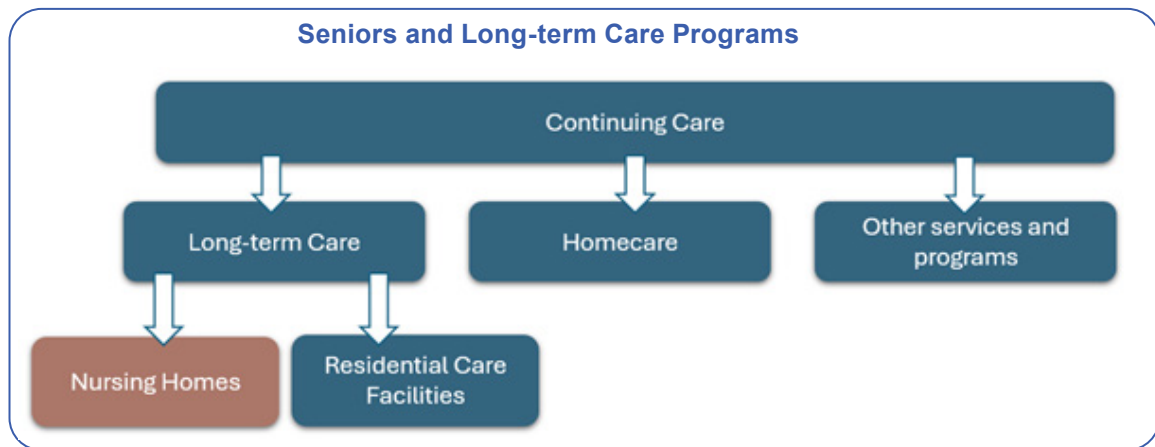 Seniors and Long-term Care Programs
Continuing Care
Long-term Care
Homecare
Other services and
programs
Nursing Homes
Residential Care
Facilities